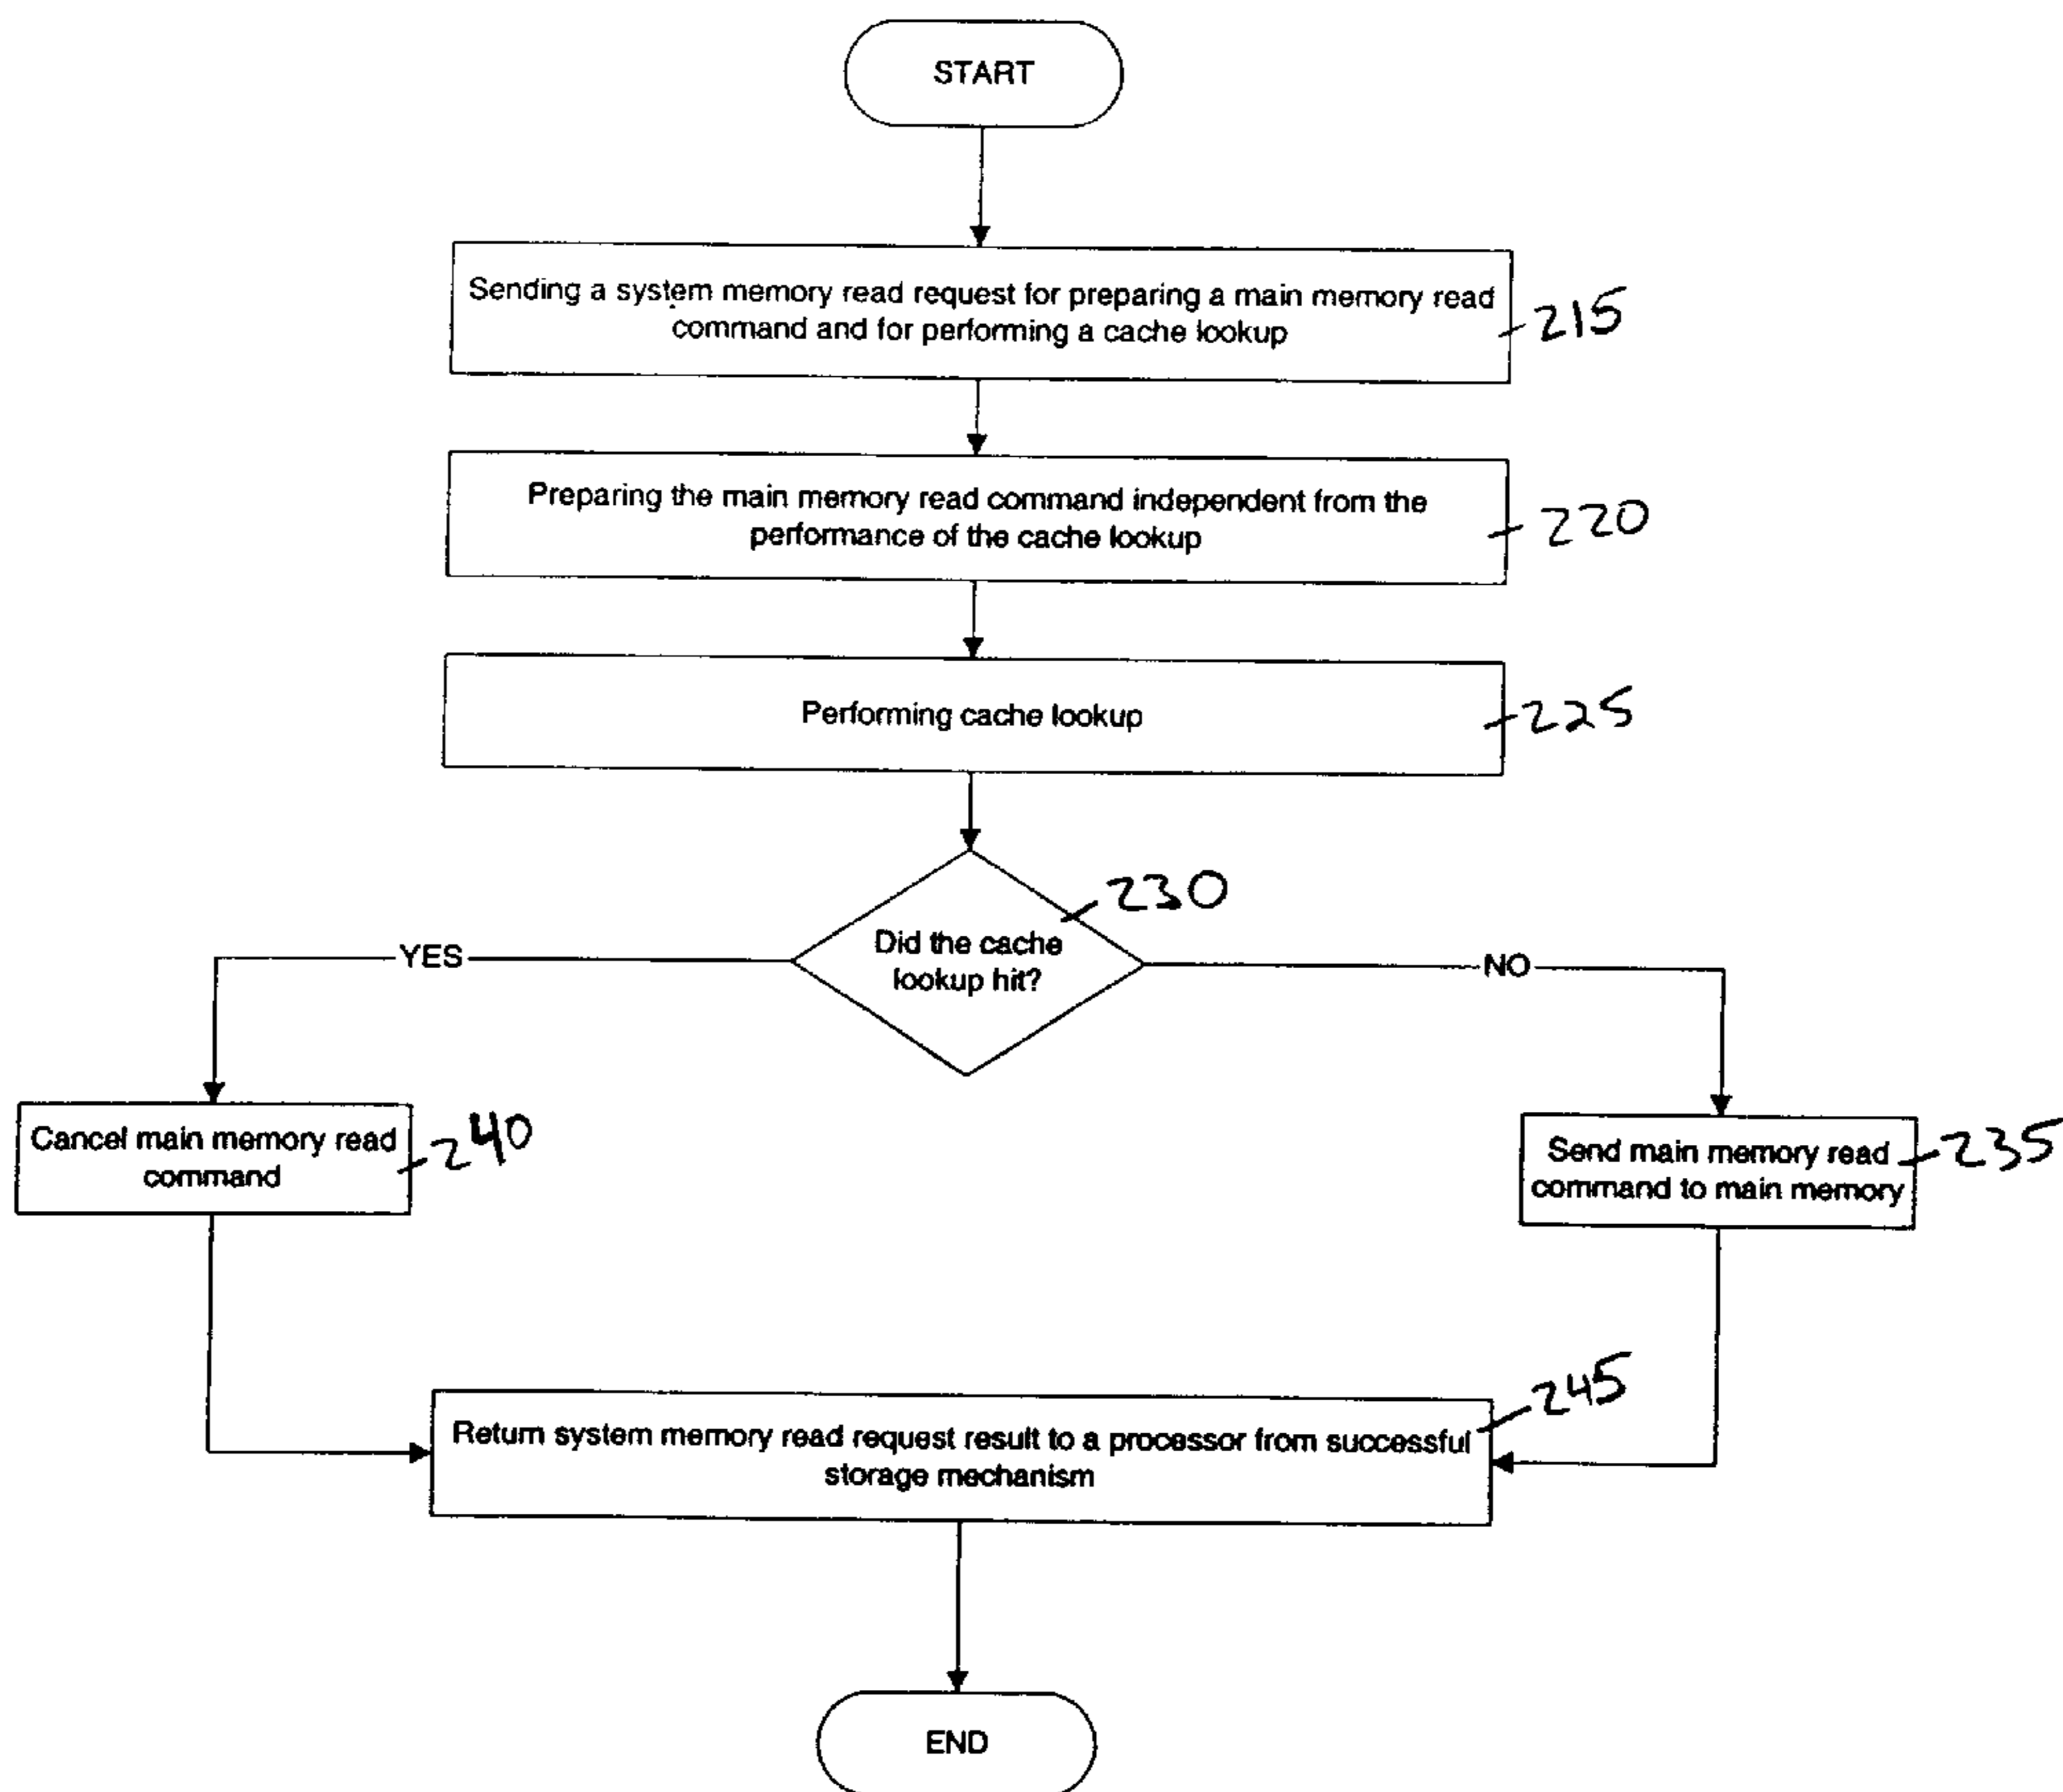 START
Sending a system memory read request for preparing a main memory read
command and for performing a cache lookup
215
Preparing the main memory read command independent from the
performance of the cache lookup
220
Performing cache lookup
225
230
Did the cache
lookup hit?
YES
NO
Cancel main memory read
command
240
Send main memory read
command to main memory
235
245
Return system memory read request result to a processor from successful
storage mechanism
END